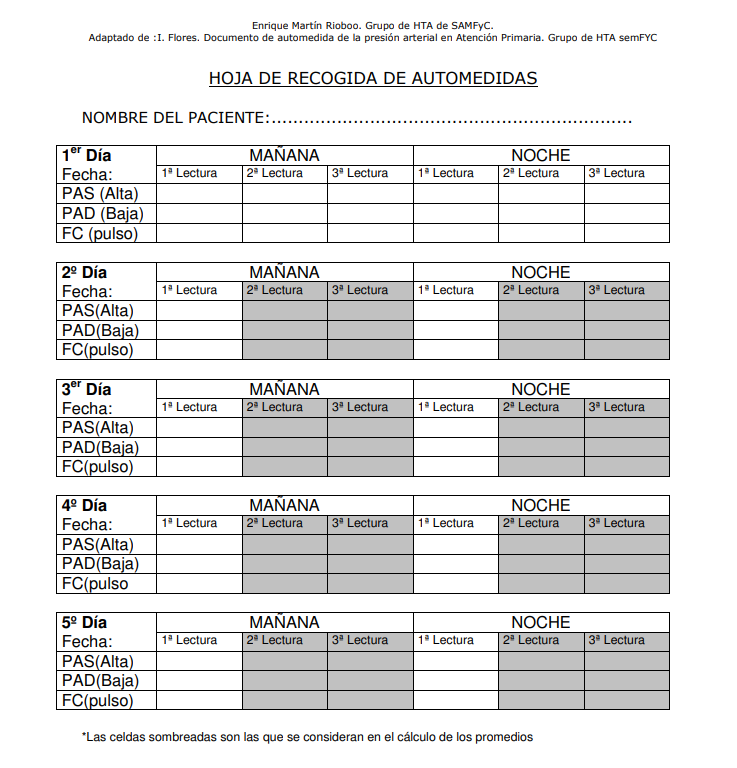 Enrique Martín Rioboo. Grupo de HTA de SAMFyC.
Adaptado de :I. Flores. Documento de automedida de la presión arterial en Atención Primaria. Grupo de HTA semFYC
HOJA DE RECOGIDA DE AUTOMEDIDAS
NOMBRE DEL PACIENTE:..................................................................
1er Día MAÑANA NOCHE
Fecha: 1ª Lectura 2ª Lectura 3ª Lectura 1ª Lectura 2ª Lectura 3ª Lectura
PAS (Alta)
PAD (Baja)
FC (pulso)
2º Día MAÑANA NOCHE
Fecha: 1ª Lectura 2ª Lectura 3ª Lectura 1ª Lectura 2ª Lectura 3ª Lectura
PAS(Alta)
PAD(Baja)
FC(pulso)
3er Día MAÑANA NOCHE
Fecha: 1ª Lectura 2ª Lectura 3ª Lectura 1ª Lectura 2ª Lectura 3ª Lectura
PAS(Alta)
PAD(Baja)
FC(pulso)
4º Día MAÑANA NOCHE
Fecha: 1ª Lectura 2ª Lectura 3ª Lectura 1ª Lectura 2ª Lectura 3ª Lectura
PAS(Alta)
PAD(Baja)
FC(pulso
5º Día MAÑANA NOCHE
Fecha: 1ª Lectura 2ª Lectura 3ª Lectura 1ª Lectura 2ª Lectura 3ª Lectura
PAS(Alta)
PAD(Baja)
FC(pulso)
*Las celdas sombreadas son las que se consideran en el cálculo de los promedios